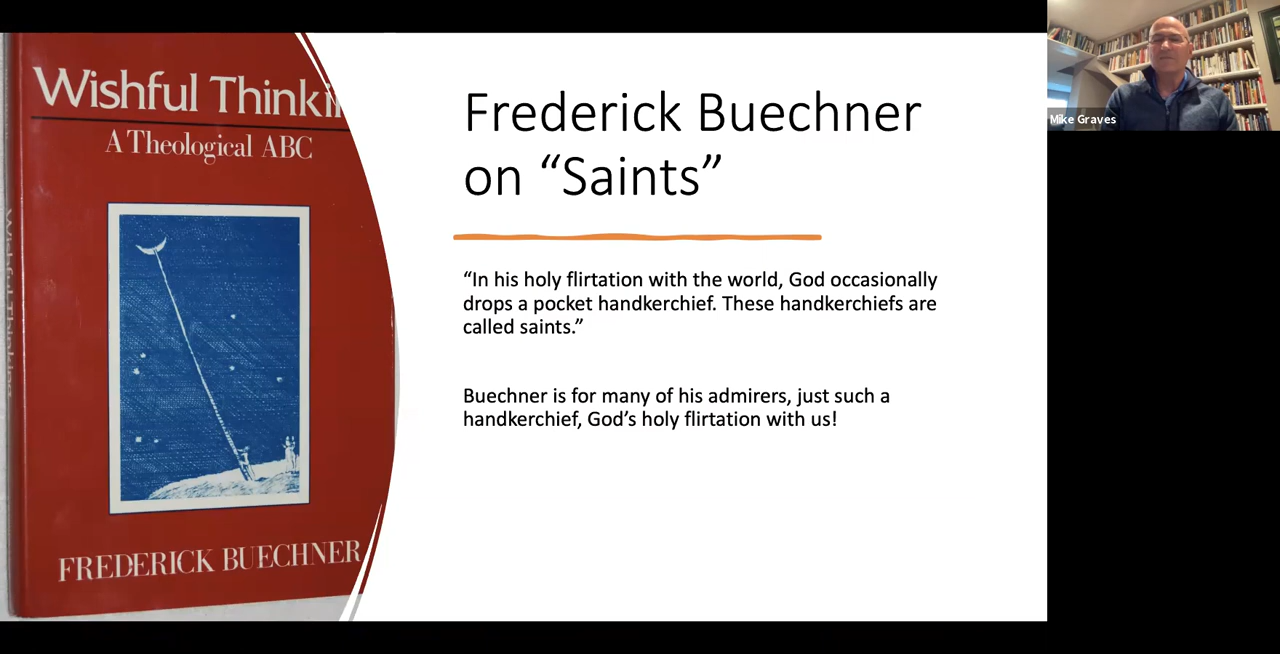 Wishful Thinki
A Theological ABC
FREDERICK BUECHNER
Frederick Buechner
on “Saints”
“In his holy flirtation with the world, God occasionally
drops a pocket handkerchief. These handkerchiefs are
called saints.”
Buechner is for many of his admirers, just such a
handkerchief, God’s holy flirtation with us!
Mike Graves